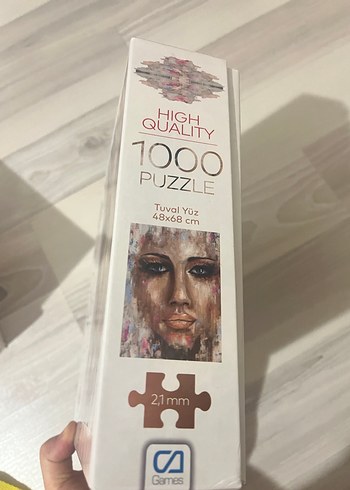 HIGH
QUALITY
1000
PUZZLE
Tuval Yüz
48x68 cm
2,1 mm
CA
Games